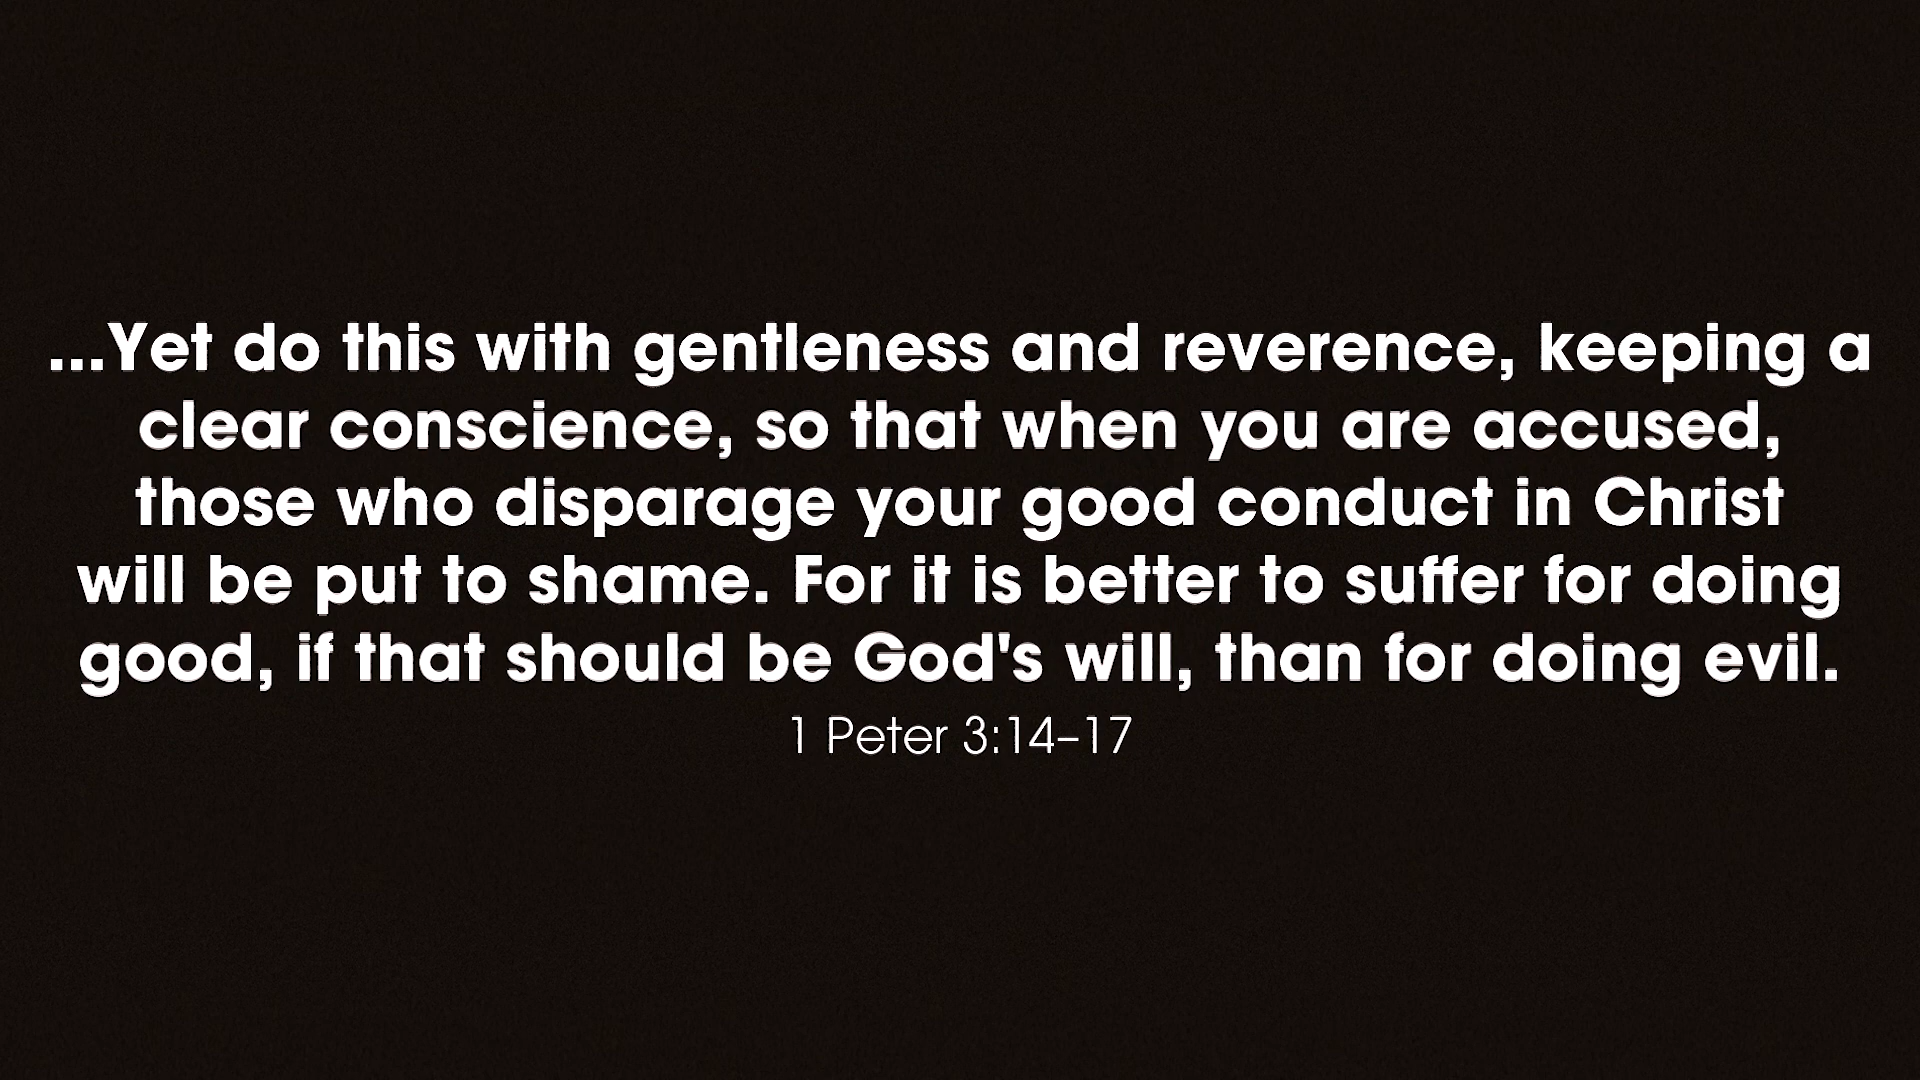 ...Yet do this with gentleness and reverence, keeping a
clear conscience, so that when you are accused,
those who disparage your good conduct in Christ
will be put to shame. For it is better to suffer for doing
good, if that should be God's will, than for doing evil.
1 Peter 3:14–17